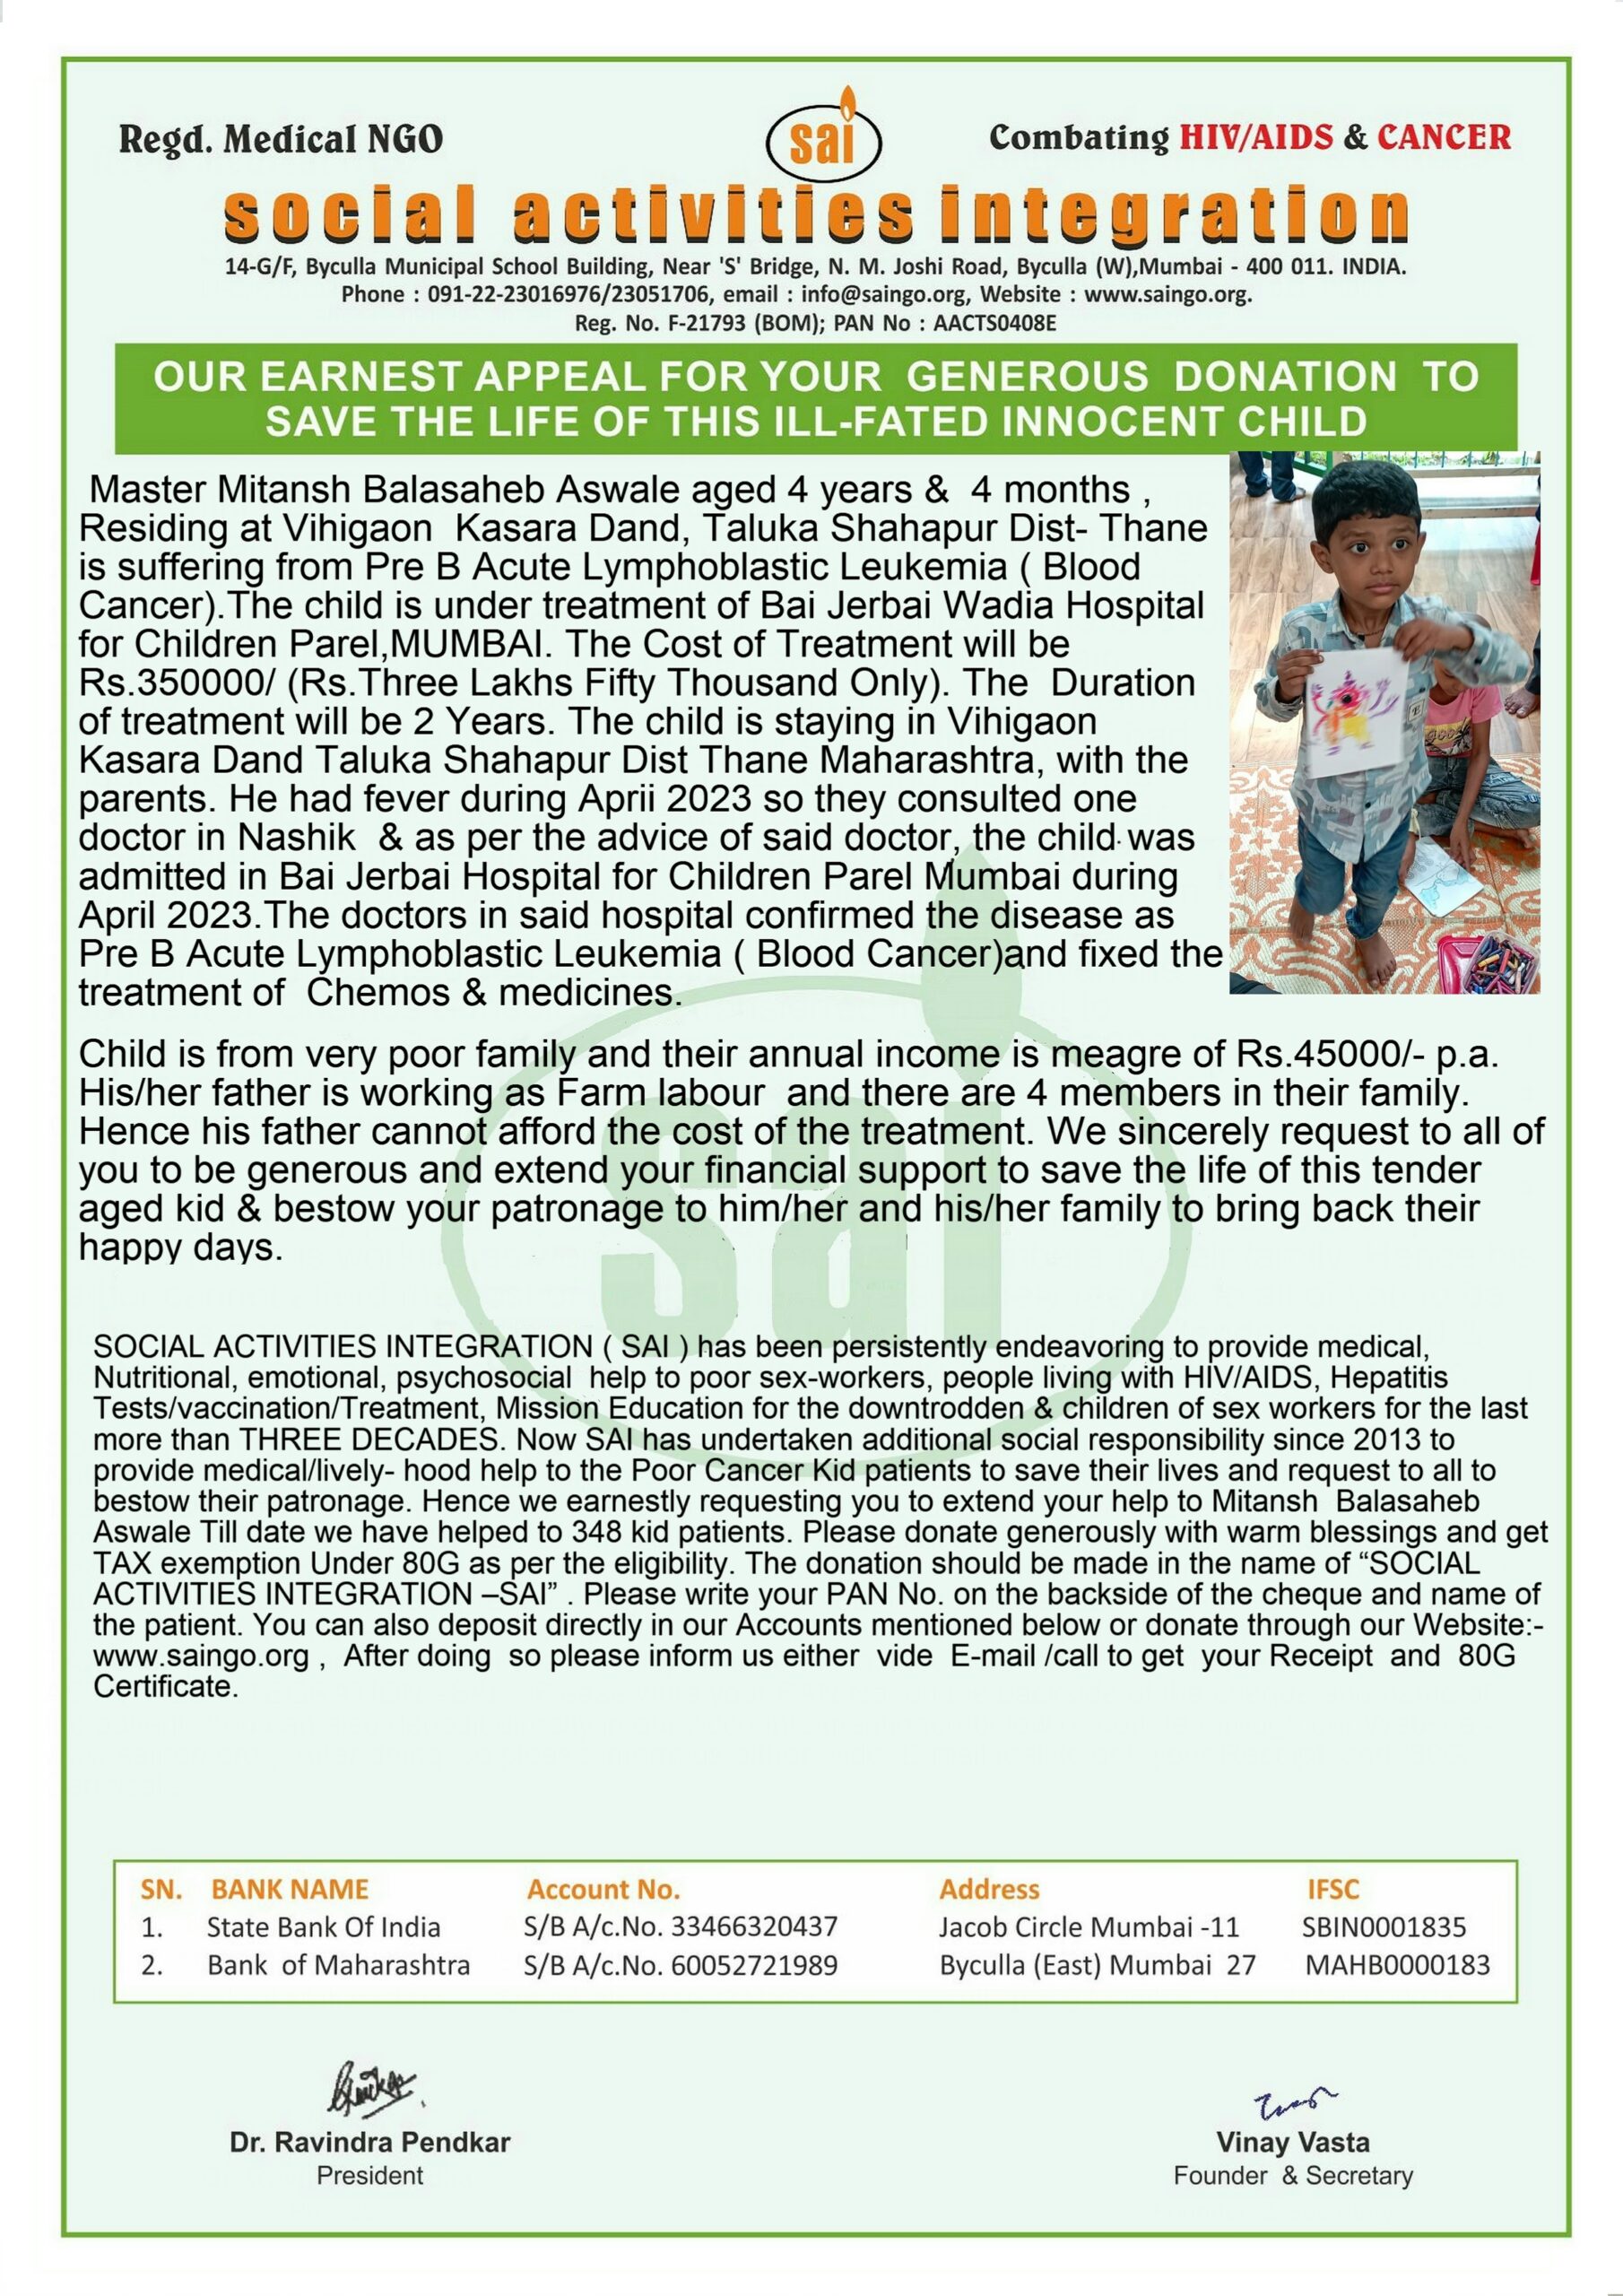 Regd. Medical NGO
sai
Combating HIV/AIDS & CANCER
social activities integration
14-G/F, Byculla Municipal School Building, Near 'S' Bridge, N. M. Joshi Road, Byculla (W),Mumbai - 400 011. INDIA.
Phone : 091-22-23016976/23051706, email : info@saingo.org, Website : www.saingo.org.
Reg. No. F-21793 (BOM); PAN No : AACTS0408E
OUR EARNEST APPEAL FOR YOUR GENEROUS DONATION TO
SAVE THE LIFE OF THIS ILL-FATED INNOCENT CHILD
Master Mitansh Balasaheb Aswale aged 4 years & 4 months ,
Residing at Vihigaon Kasara Dand, Taluka Shahapur Dist- Thane
is suffering from Pre B Acute Lymphoblastic Leukemia ( Blood
Cancer).The child is under treatment of Bai Jerbai Wadia Hospital
for Children Parel,MUMBAI. The Cost of Treatment will be
Rs.350000/ (Rs.Three Lakhs Fifty Thousand Only). The Duration
of treatment will be 2 Years. The child is staying in Vihigaon
Kasara Dand Taluka Shahapur Dist Thane Maharashtra, with the
parents. He had fever during Aprii 2023 so they consulted one
doctor in Nashik & as per the advice of said doctor, the child was
admitted in Bai Jerbai Hospital for Children Parel Mumbai during
April 2023.The doctors in said hospital confirmed the disease as
Pre B Acute Lymphoblastic Leukemia ( Blood Cancer)and fixed the
treatment of Chemos & medicines.
Child is from very poor family and their annual income is meagre of Rs.45000/- p.a.
His/her father is working as Farm labour and there are 4 members in their family.
Hence his father cannot afford the cost of the treatment. We sincerely request to all of
you to be generous and extend your financial support to save the life of this tender
aged kid & bestow your patronage to him/her and his/her family to bring back their
happy days.
sai
SOCIAL ACTIVITIES INTEGRATION ( SAI ) has been persistently endeavoring to provide medical,
Nutritional, emotional, psychosocial help to poor sex-workers, people living with HIV/AIDS, Hepatitis
Tests/vaccination/Treatment, Mission Education for the downtrodden & children of sex workers for the last
more than THREE DECADES. Now SAI has undertaken additional social responsibility since 2013 to
provide medical/lively- hood help to the Poor Cancer Kid patients to save their lives and request to all to
bestow their patronage. Hence we earnestly requesting you to extend your help to Mitansh Balasaheb
Aswale Till date we have helped to 348 kid patients. Please donate generously with warm blessings and get
TAX exemption Under 80G as per the eligibility. The donation should be made in the name of “SOCIAL
ACTIVITIES INTEGRATION –SAI” . Please write your PAN No. on the backside of the cheque and name of
the patient. You can also deposit directly in our Accounts mentioned below or donate through our Website:-
www.saingo.org , After doing so please inform us either vide E-mail /call to get your Receipt and 80G
Certificate.
SN. BANK NAME Account No. Address IFSC
1. State Bank Of India S/B A/c.No. 33466320437 Jacob Circle Mumbai -11 SBIN0001835
2. Bank of Maharashtra S/B A/c.No. 60052721989 Byculla (East) Mumbai 27 MAHB0000183
Dr. Ravindra Pendkar
President
Vinay Vasta
Founder & Secretary